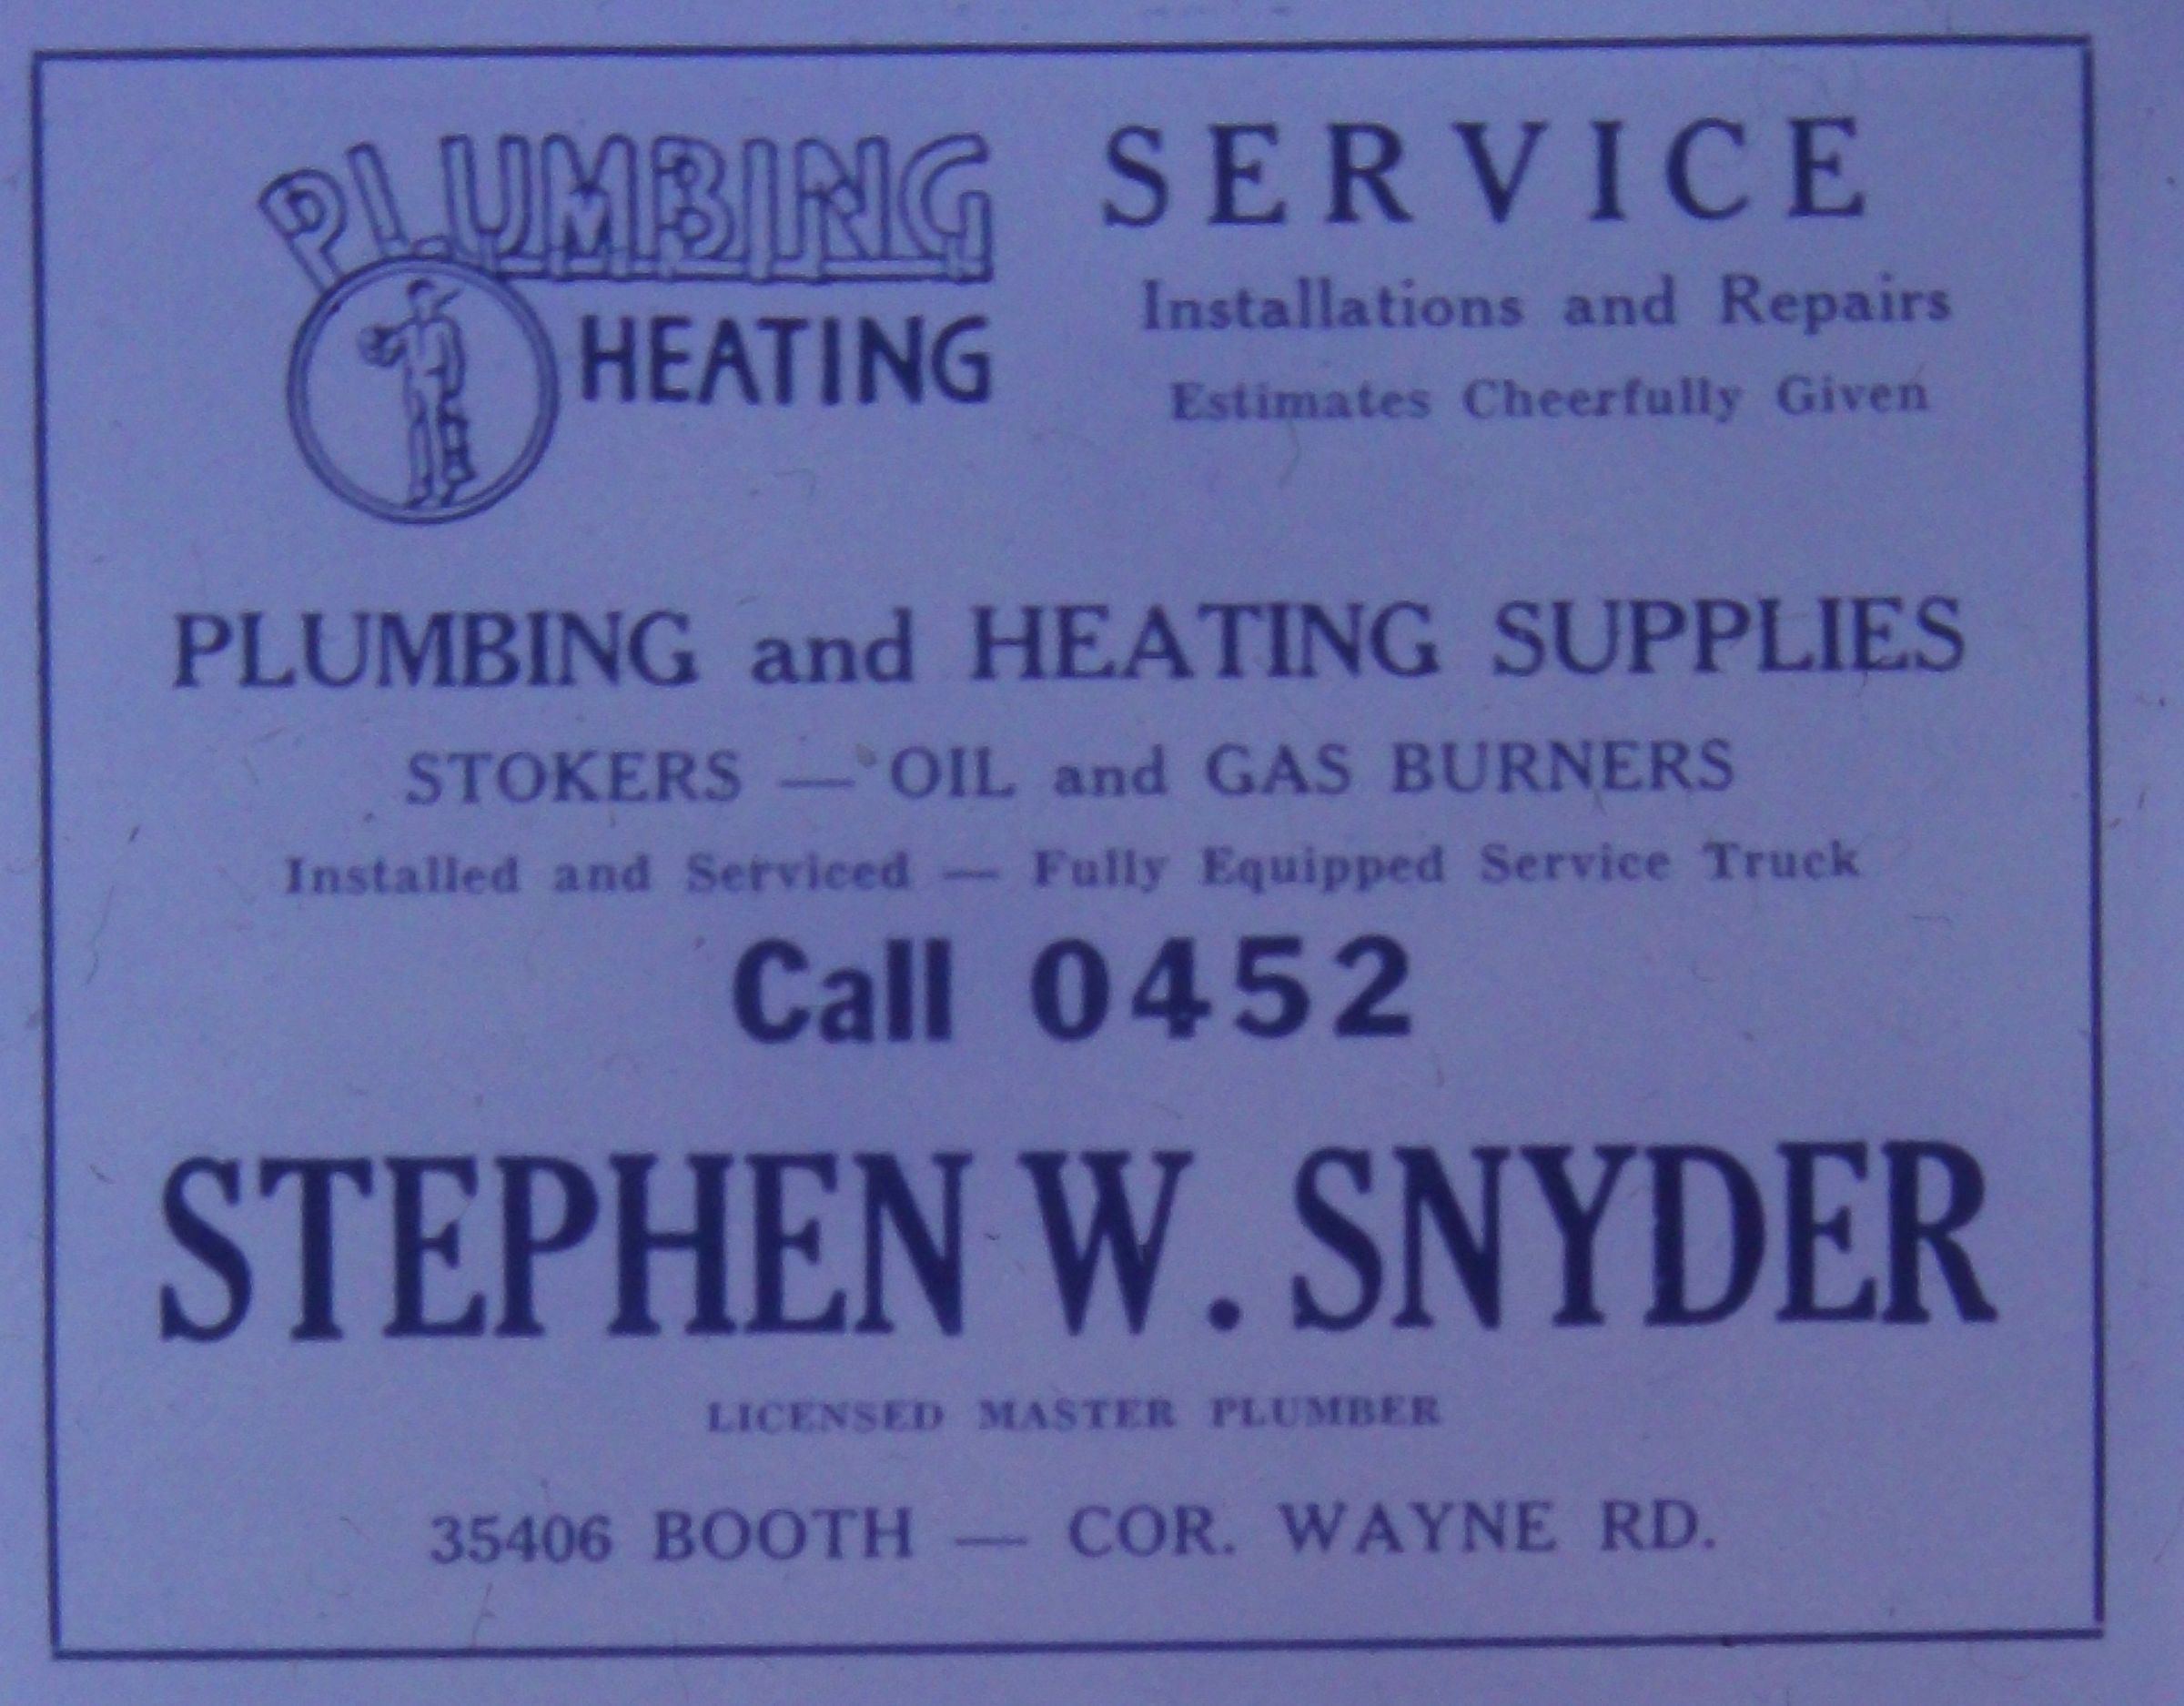 PLUMBING
HEATING
SERVICE
Installations and Repairs
Estimates Cheerfully Given
PLUMBING and HEATING SUPPLIES
STOKERS — OIL and GAS BURNERS
Installed and Serviced — Fully Equipped Service Truck
Call 0452
STEPHEN W. SNYDER
LICENSED MASTER PLUMBER
35406 BOOTH — COR. WAYNE RD.